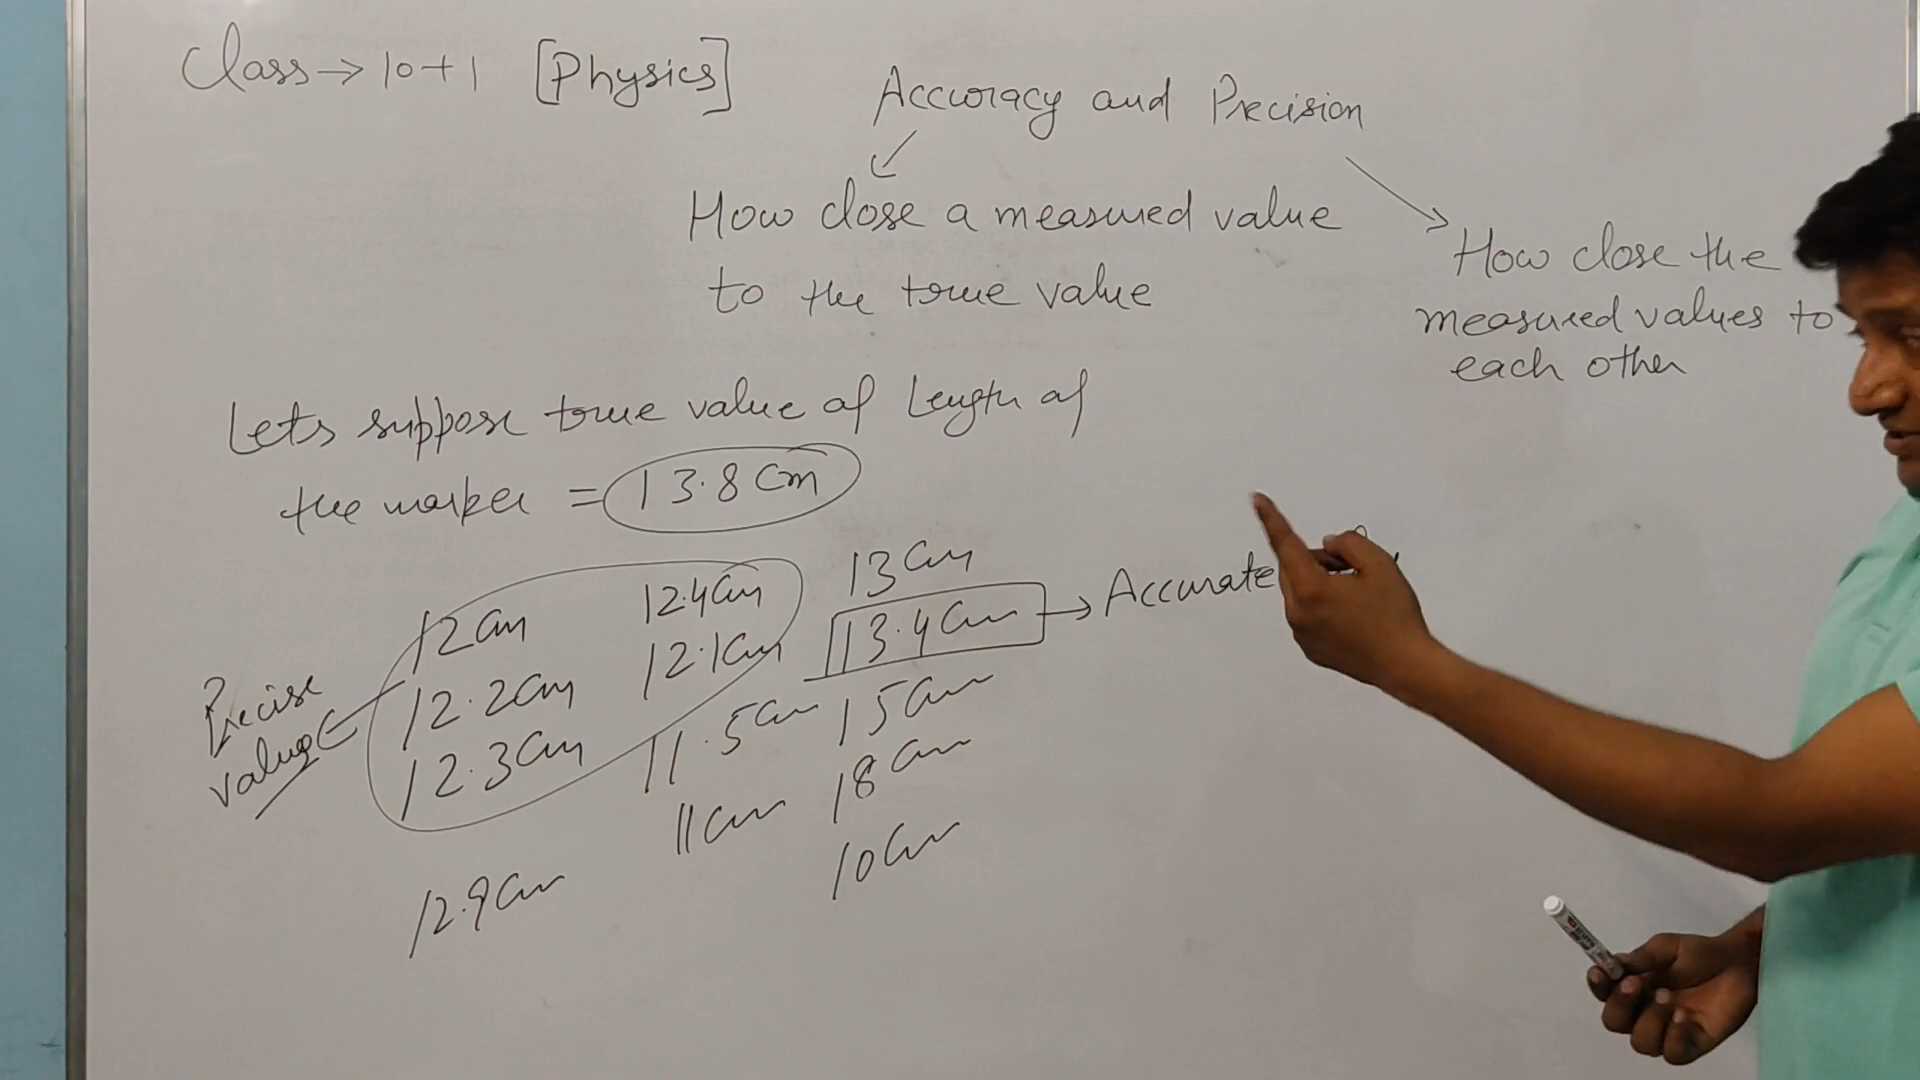 Class → 10+1 [Physics]
Accuracy and Precision
How close a measured value
to the true value
How close the
measured values to
each other
Lets suppose true value of Length of
the marker = 13.8 cm
12 cm
12.2 cm
12.3 cm
12.9 cm
12.4 cm
12.1 cm
11.5 cm
11 cm
13 cm
13.4 cm → Accurate
15 cm
18 cm
10 cm
Precise
value